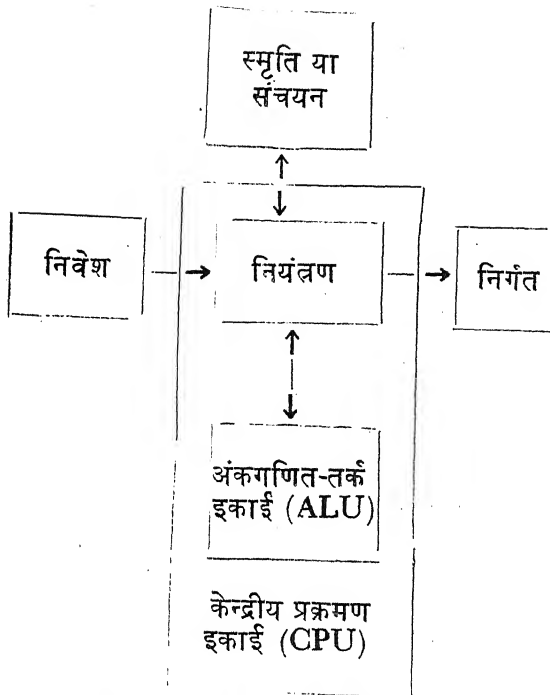 स्मृति या
संचयन
निवेश
नियंत्रण
निर्गत
अंकगणित-तर्क
इकाई (ALU)
केन्द्रीय प्रक्रमण
इकाई (CPU)